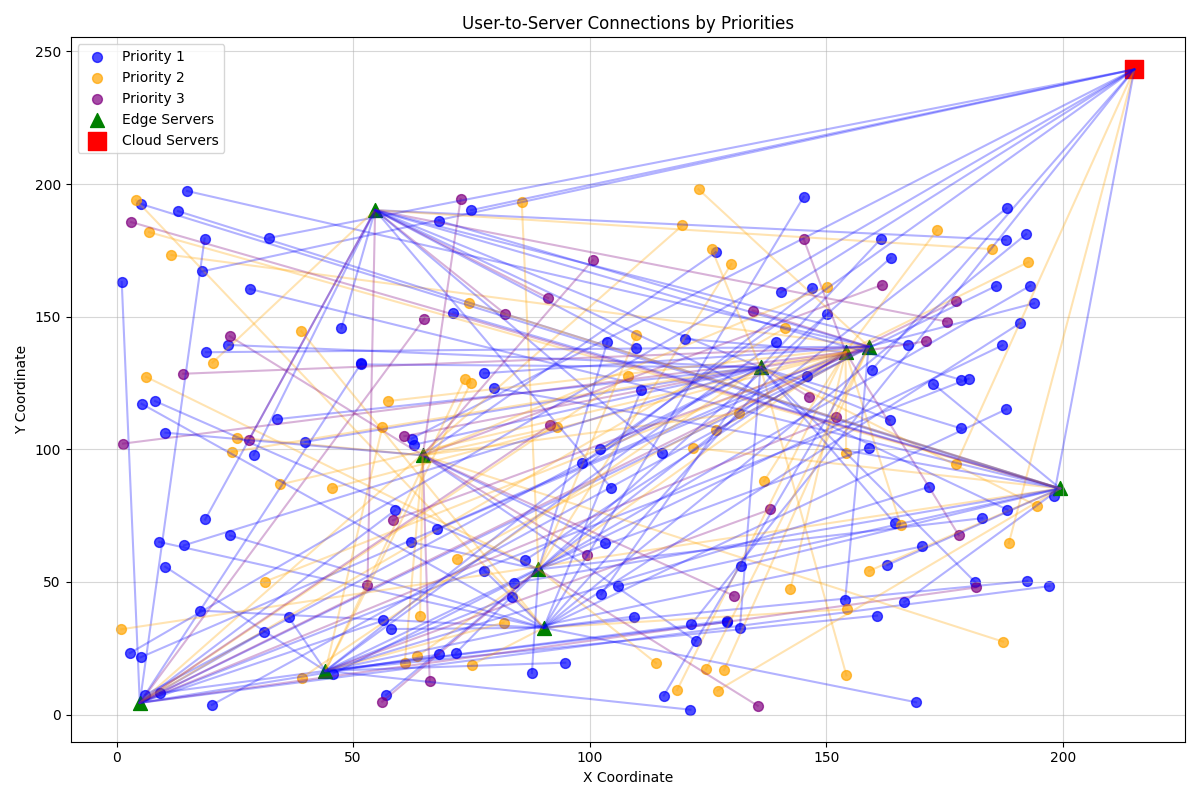 User-to-Server Connections by Priorities
Priority 1
Priority 2
Priority 3
Edge Servers
Cloud Servers
250
200
150
100
50
0
Y Coordinate
0
50
100
150
200
X Coordinate